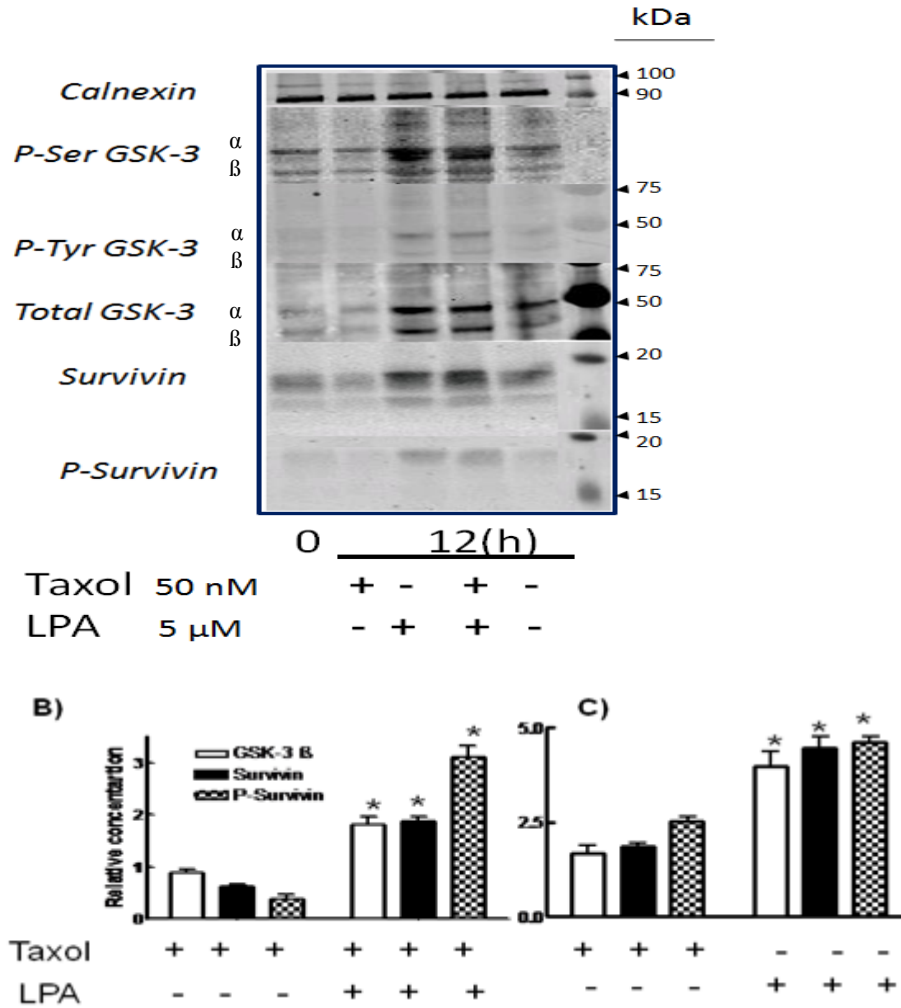 kDa
Calnexin
100
90
P-Ser GSK-3 α
ß
75
50
P-Tyr GSK-3 α
ß
75
Total GSK-3 α
ß
50
20
Survivin
15
20
P-Survivin
15
0 12(h)
Taxol 50 nM + - + -
LPA 5 µM - + + -
B)
Relative concentartion
3
2
1
0
GSK-3 ß
Survivin
P-Survivin
* * *
C)
5.0
2.5
0.0
* * *
Taxol + + + + + + + + + - - -
LPA - - - + + + - - - + + +